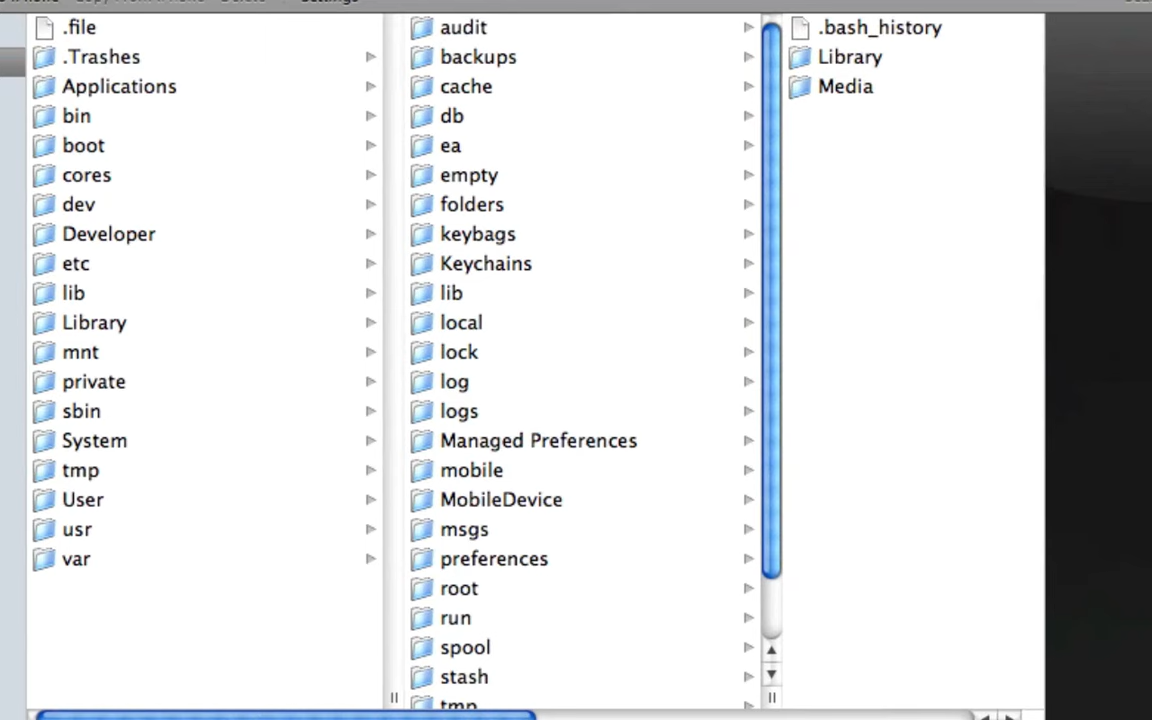 .file
.Trashes
Applications
bin
boot
cores
dev
Developer
etc
lib
Library
mnt
private
sbin
System
tmp
User
usr
var
audit
backups
cache
db
ea
empty
folders
keybags
Keychains
lib
local
lock
log
logs
Managed Preferences
mobile
MobileDevice
msgs
preferences
root
run
spool
stash
tmp
.bash_history
Library
Media